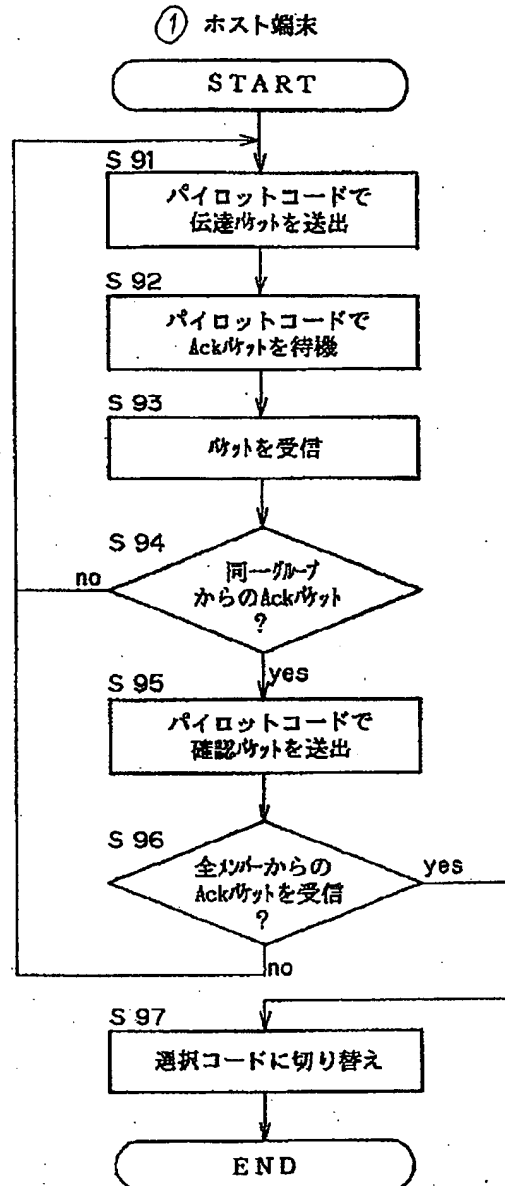 ① ホスト端末
START
S 91
パイロットコードで
伝達パケットを送出
S 92
パイロットコードで
Ackパケットを待機
S 93
パケットを受信
S 94
同一グループ
からのAckパケット
?
no
yes
S 95
パイロットコードで
確認パケットを送出
S 96
全メンバーからの
Ackパケットを受信
?
yes
no
S 97
選択コードに切り替え
END